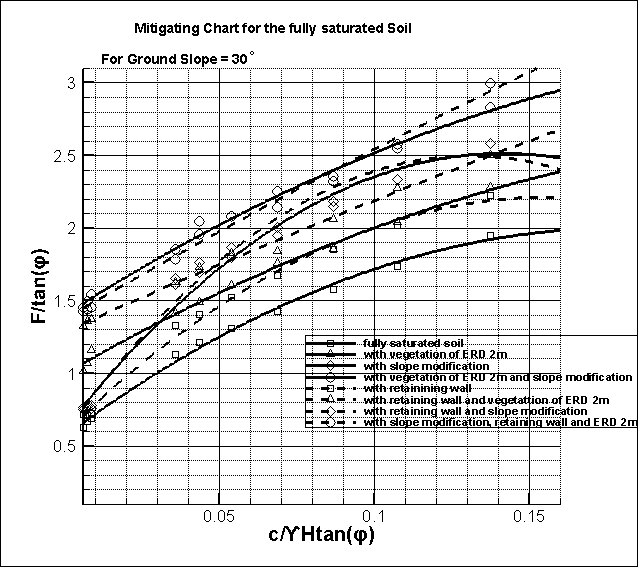 Mitigating Chart for the fully saturated Soil
For Ground Slope = 30°
3
2.5
2
1.5
1
0.5
F/tan(φ)
fully saturated soil
with vegetation of ERD 2m
with slope modification
with vegetation of ERD 2m and slope modification
with retainining wall
with retaining wall and vegettation of ERD 2m
with retaining wall and slope modification
with slope modification, retaining wall and ERD 2m
0.05
0.1
0.15
c/ϒHtan(φ)